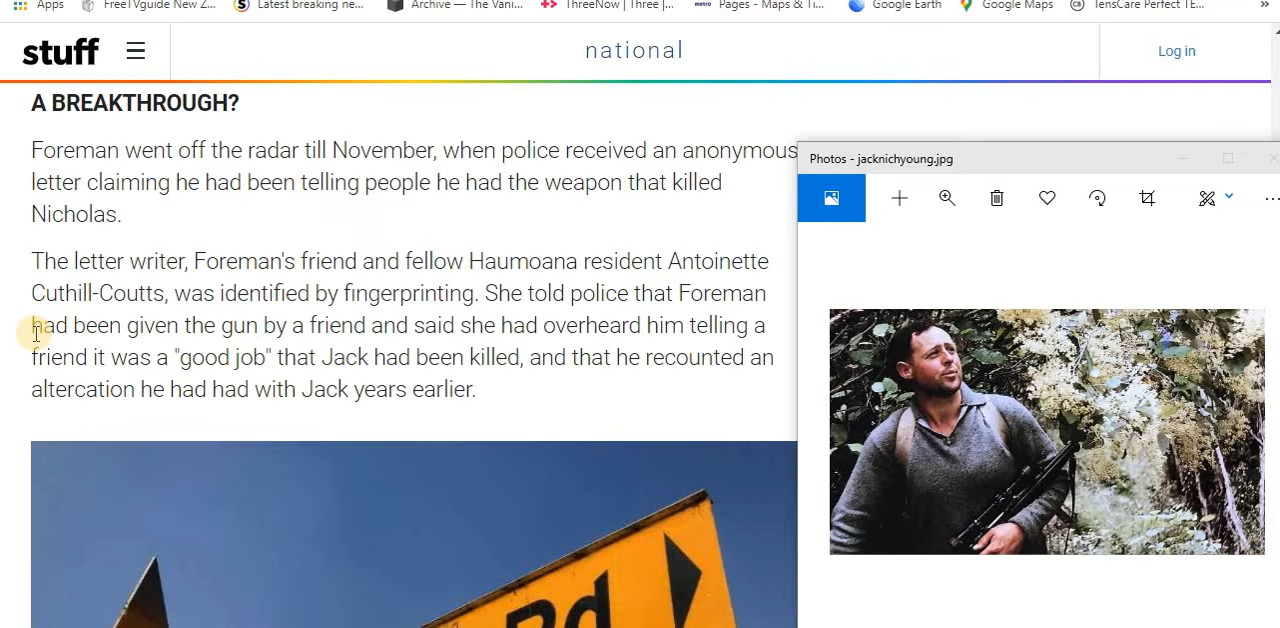 Apps
FreeTVguide New Z...
Latest breaking ne...
Archive — The Vani...
ThreeNow | Three |...
metro Pages - Maps & Ti...
Google Earth
Google Maps
TensCare Perfect TE...
»
stuff
national
Log in
A BREAKTHROUGH?
Foreman went off the radar till November, when police received an anonymous
letter claiming he had been telling people he had the weapon that killed
Nicholas.
The letter writer, Foreman's friend and fellow Haumoana resident Antoinette
Cuthill-Coutts, was identified by fingerprinting. She told police that Foreman
had been given the gun by a friend and said she had overheard him telling a
friend it was a "good job" that Jack had been killed, and that he recounted an
altercation he had had with Jack years earlier.
Photos - jacknichyoung.jpg
Rd